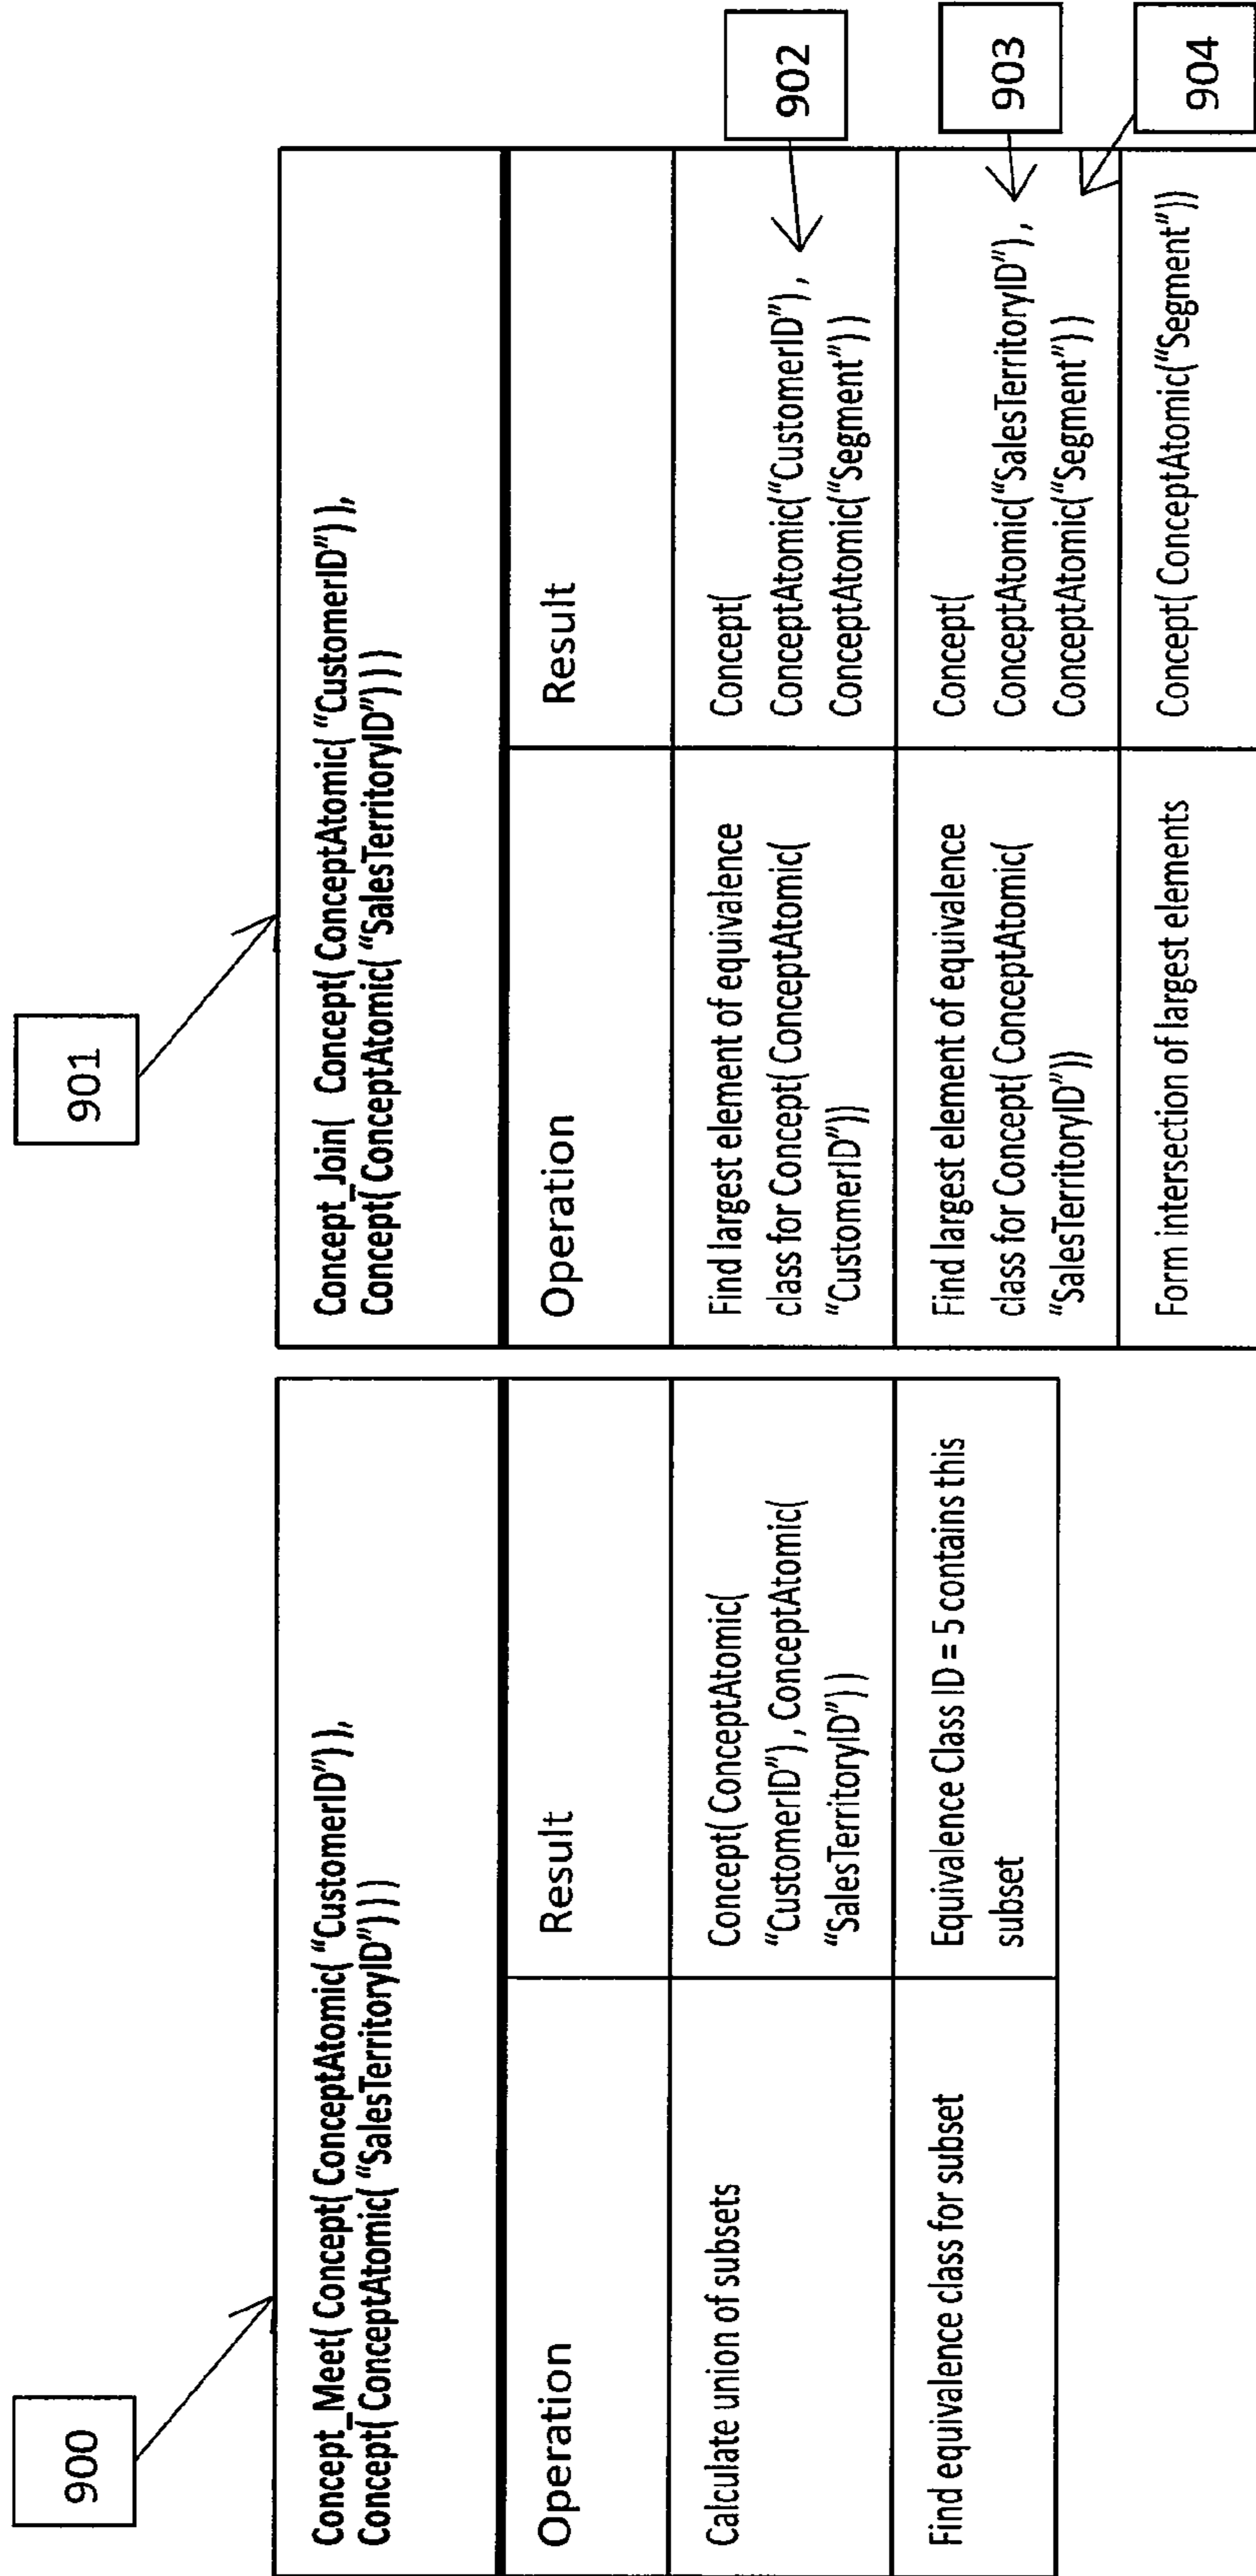 900
Concept_Meet( Concept( ConceptAtomic( “CustomerID”) ),
Concept( ConceptAtomic( “SalesTerritoryID”) ) )
Operation
Result
Calculate union of subsets
Concept( ConceptAtomic(
“CustomerID”) , ConceptAtomic(
“SalesTerritoryID”) )
Find equivalence class for subset
Equivalence Class ID = 5 contains this
subset
901
Concept_Join( Concept( ConceptAtomic( “CustomerID”) ),
Concept( ConceptAtomic( “SalesTerritoryID”) ) )
Operation
Result
Find largest element of equivalence
class for Concept( ConceptAtomic(
“CustomerID”))
Concept(
ConceptAtomic(“CustomerID”) ,
ConceptAtomic(“Segment”) )
902
Find largest element of equivalence
class for Concept( ConceptAtomic(
“SalesTerritoryID”))
Concept(
ConceptAtomic(“SalesTerritoryID”) ,
ConceptAtomic(“Segment”) )
903
Form intersection of largest elements
Concept( ConceptAtomic(“Segment”))
904